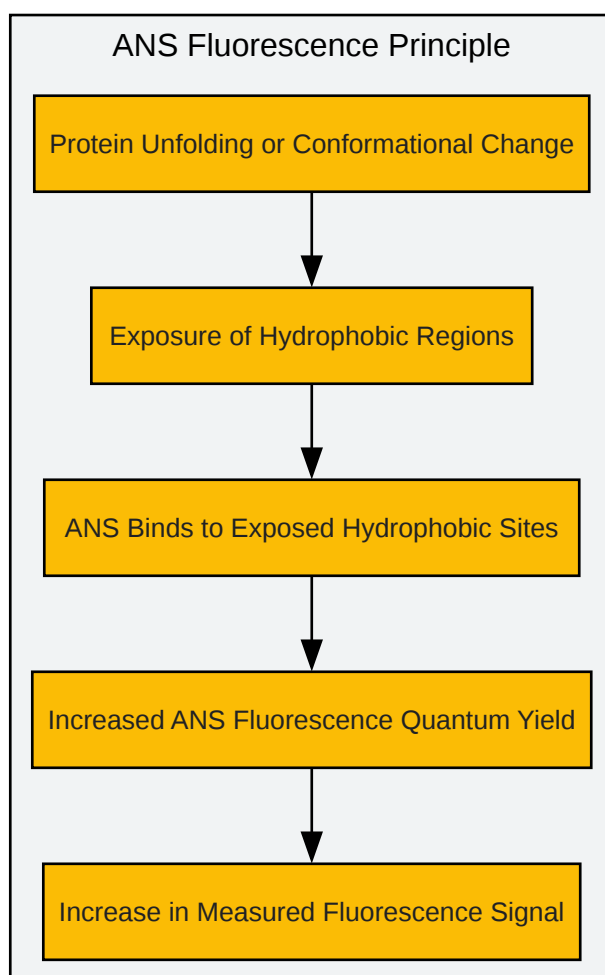 ANS Fluorescence Principle
Protein Unfolding or Conformational Change
Exposure of Hydrophobic Regions
ANS Binds to Exposed Hydrophobic Sites
Increased ANS Fluorescence Quantum Yield
Increase in Measured Fluorescence Signal